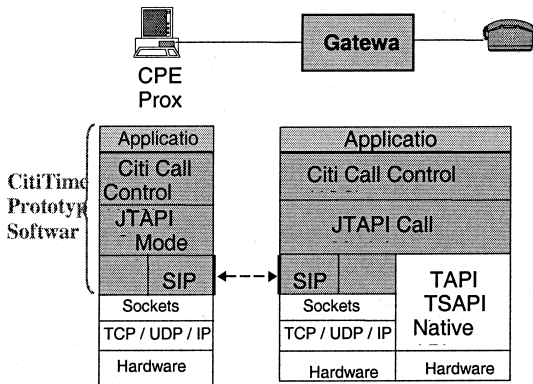 Gatewa
CPE
Prox
Applicatio
Citi Call
Control
JTAPI
Mode
SIP
Sockets
TCP / UDP / IP
Hardware
CitiTime
Prototyp
Softwar
Applicatio
Citi Call Control
JTAPI Call
SIP
Sockets
TCP / UDP / IP
Hardware
TAPI
TSAPI
Native
Hardware